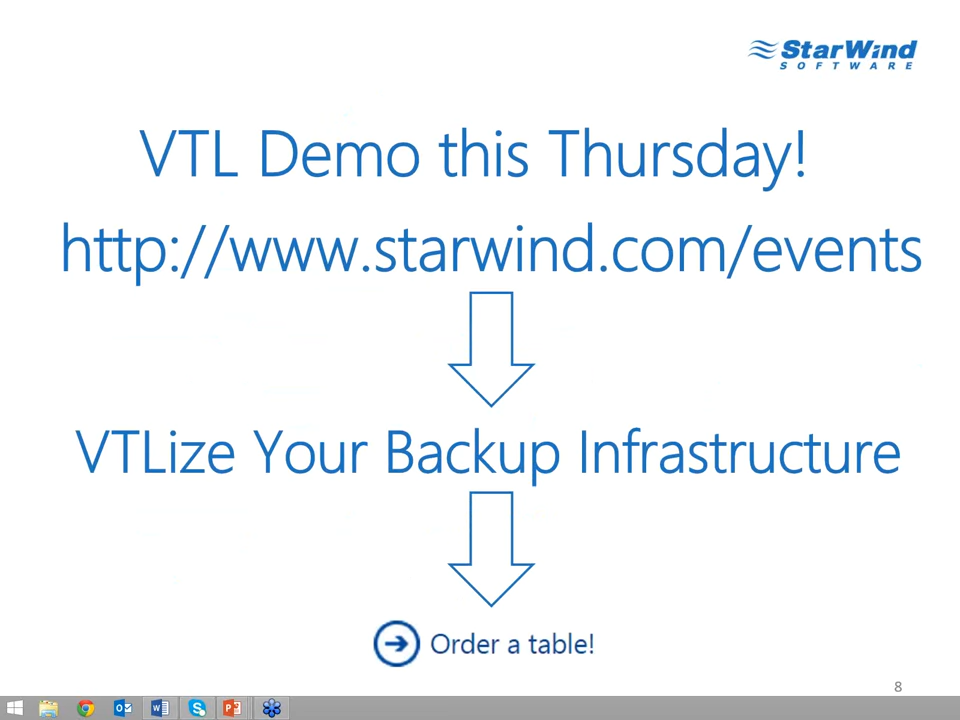 StarWind
SOFTWARE
VTL Demo this Thursday!
http://www.starwind.com/events
VTLize Your Backup Infrastructure
Order a table!
8